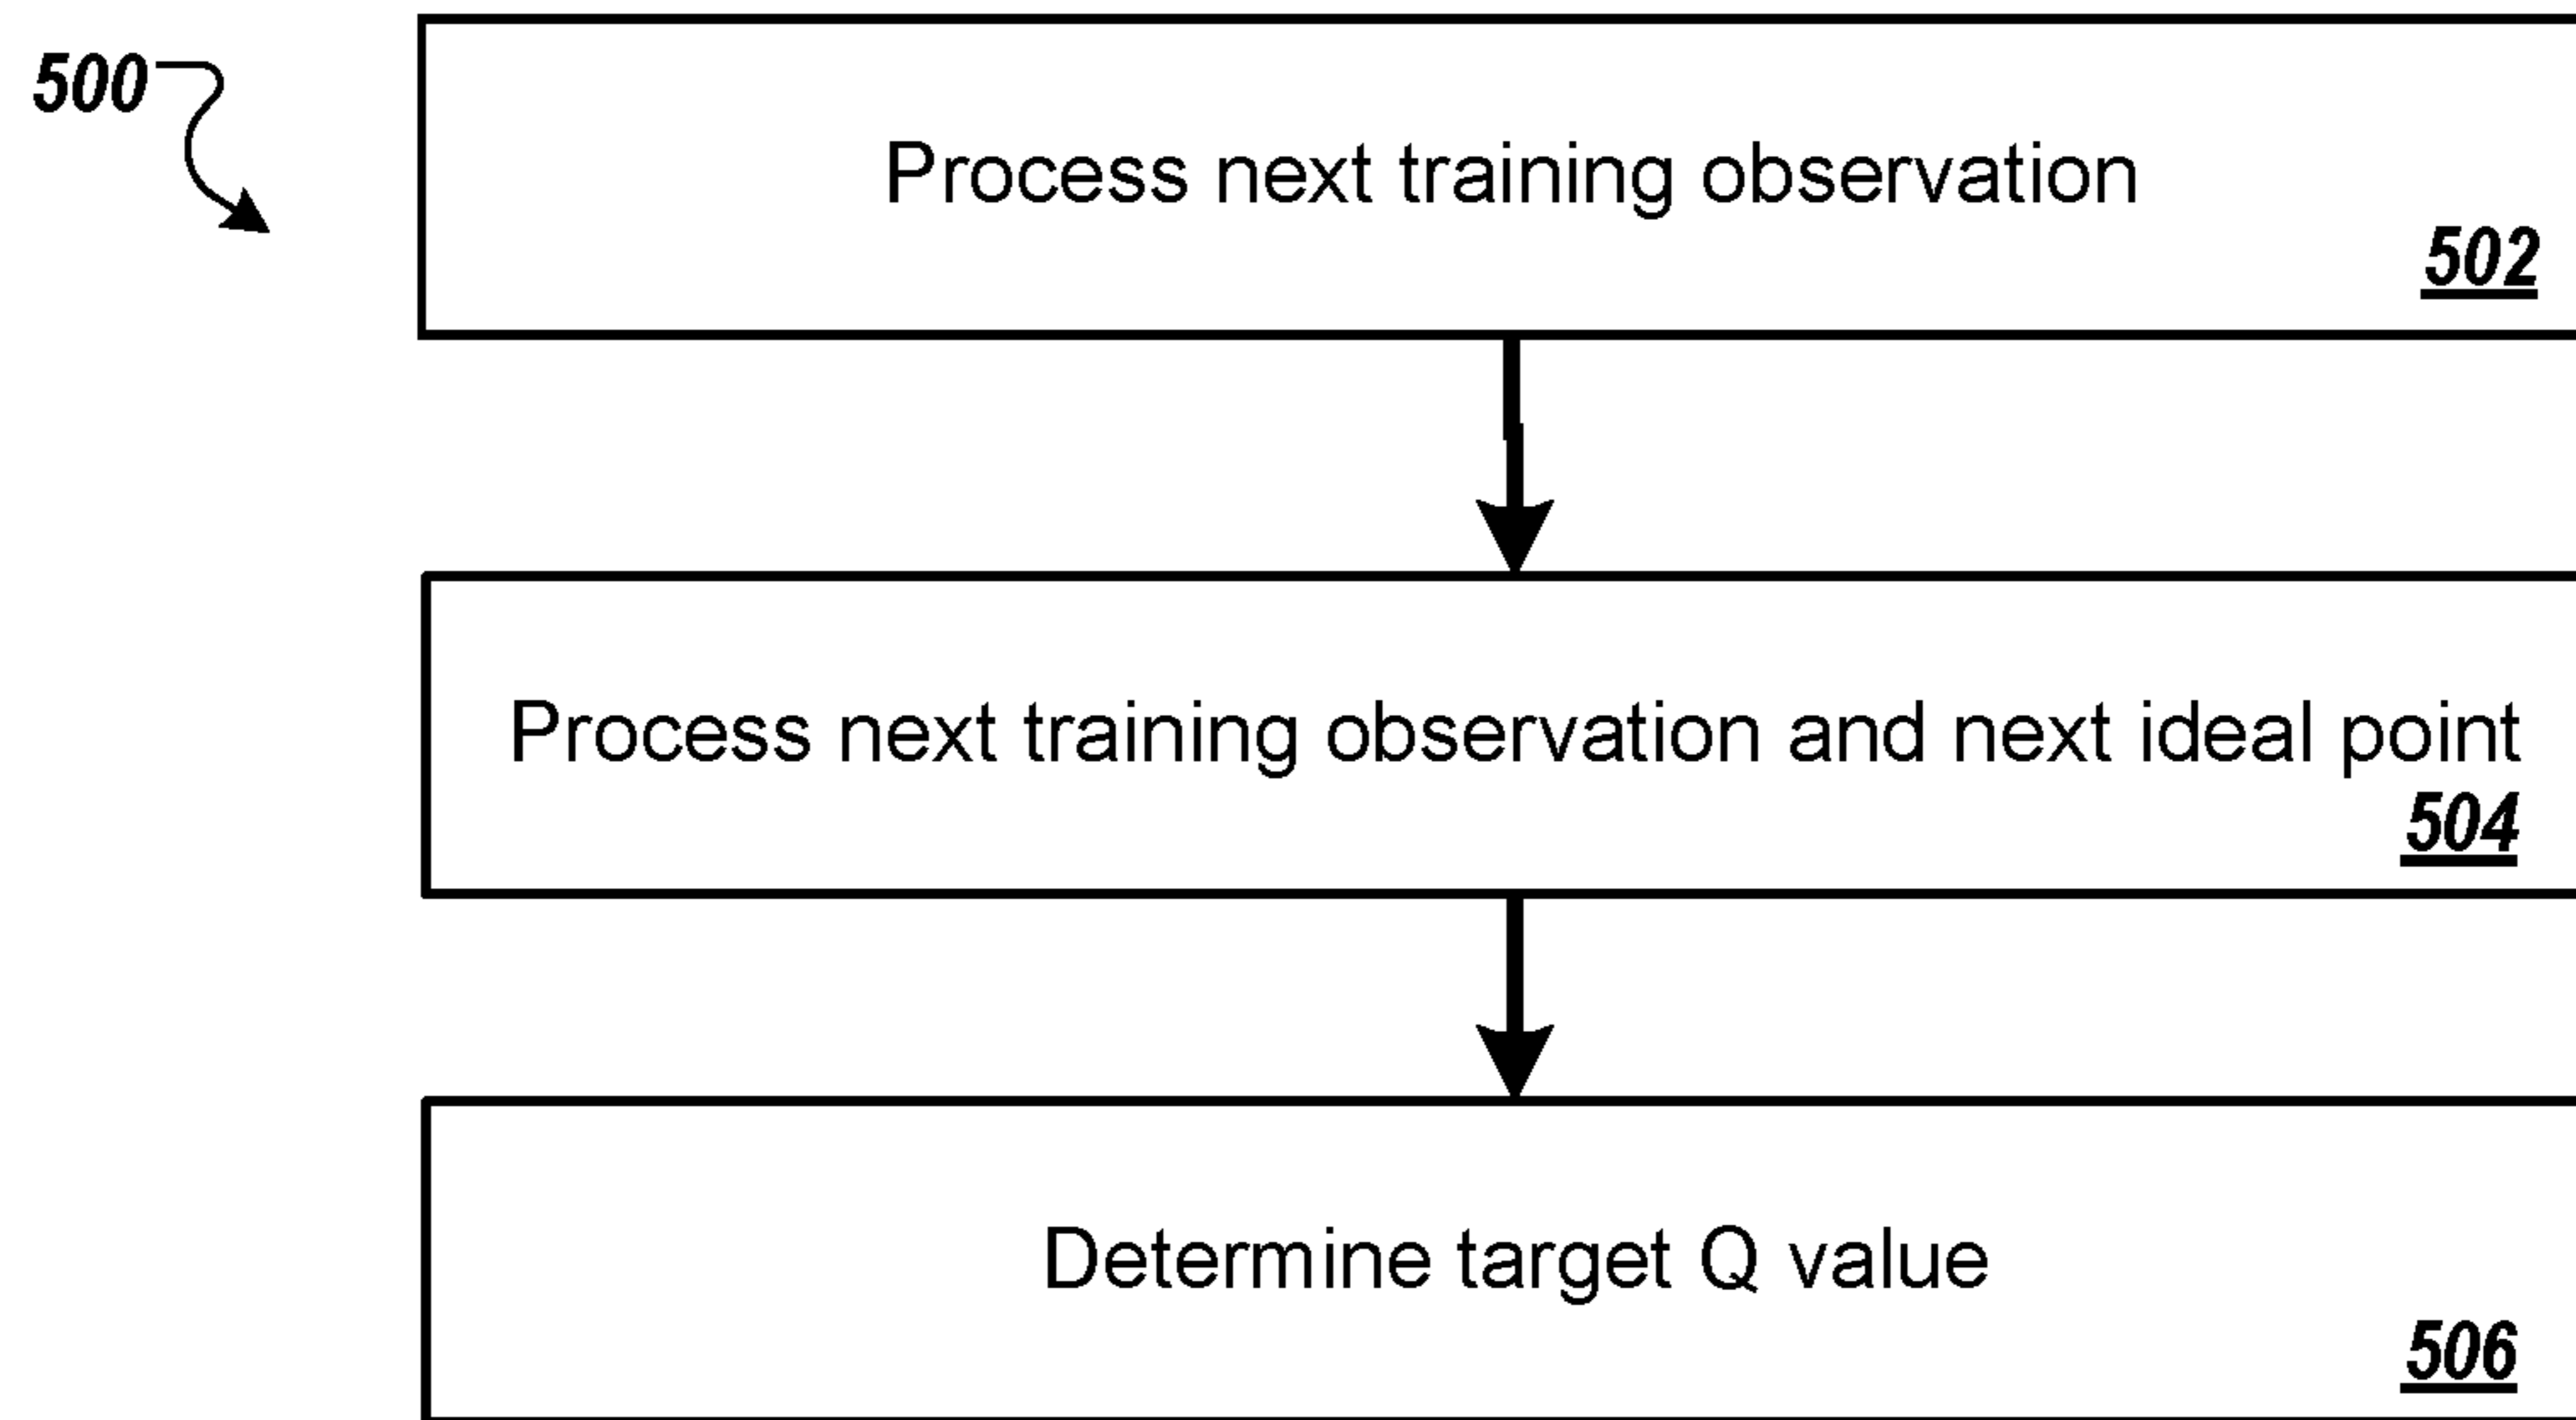 500
Process next training observation
502
Process next training observation and next ideal point
504
Determine target Q value
506